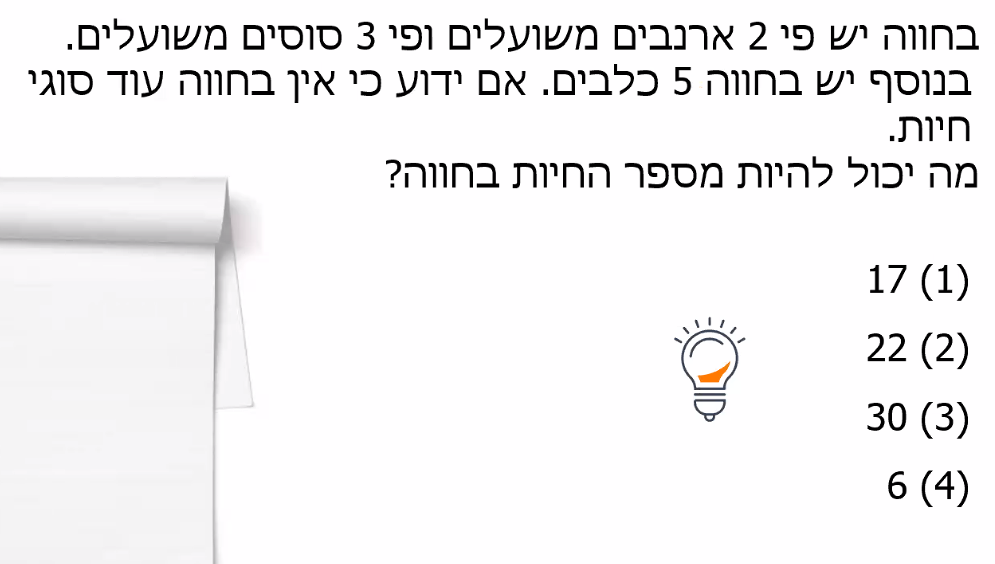 בחווה יש פי 2 ארנבים משועלים ופי 3 סוסים משועלים.
בנוסף יש בחווה 5 כלבים. אם ידוע כי אין בחווה עוד סוגי
חיות.
מה יכול להיות מספר החיות בחווה?
(1) 17
(2) 22
(3) 30
(4) 6